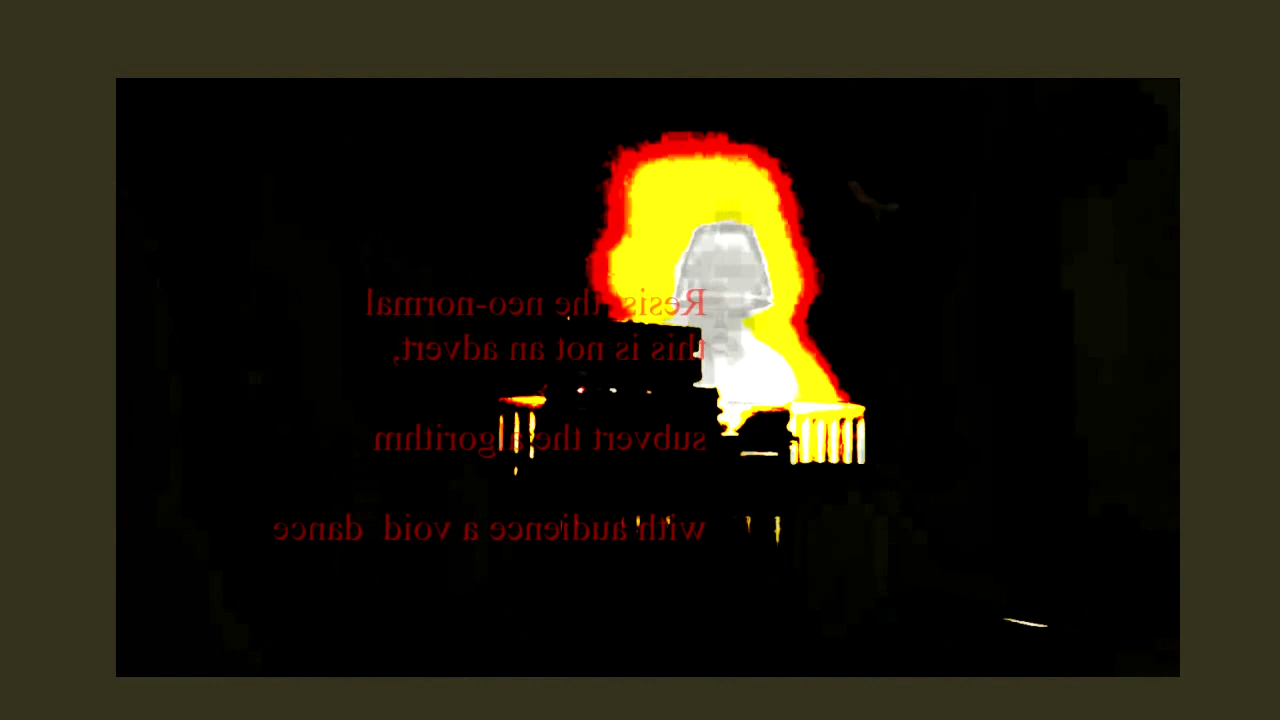 Resist the neo-normal
this is not an advert,
subvert the algorithm
with audience a void dance